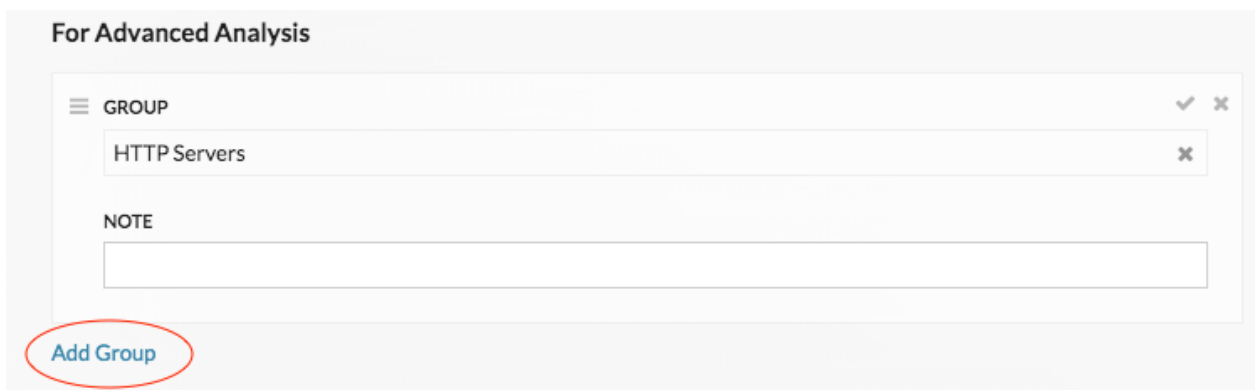 For Advanced Analysis
GROUP
HTTP Servers
NOTE
Add Group